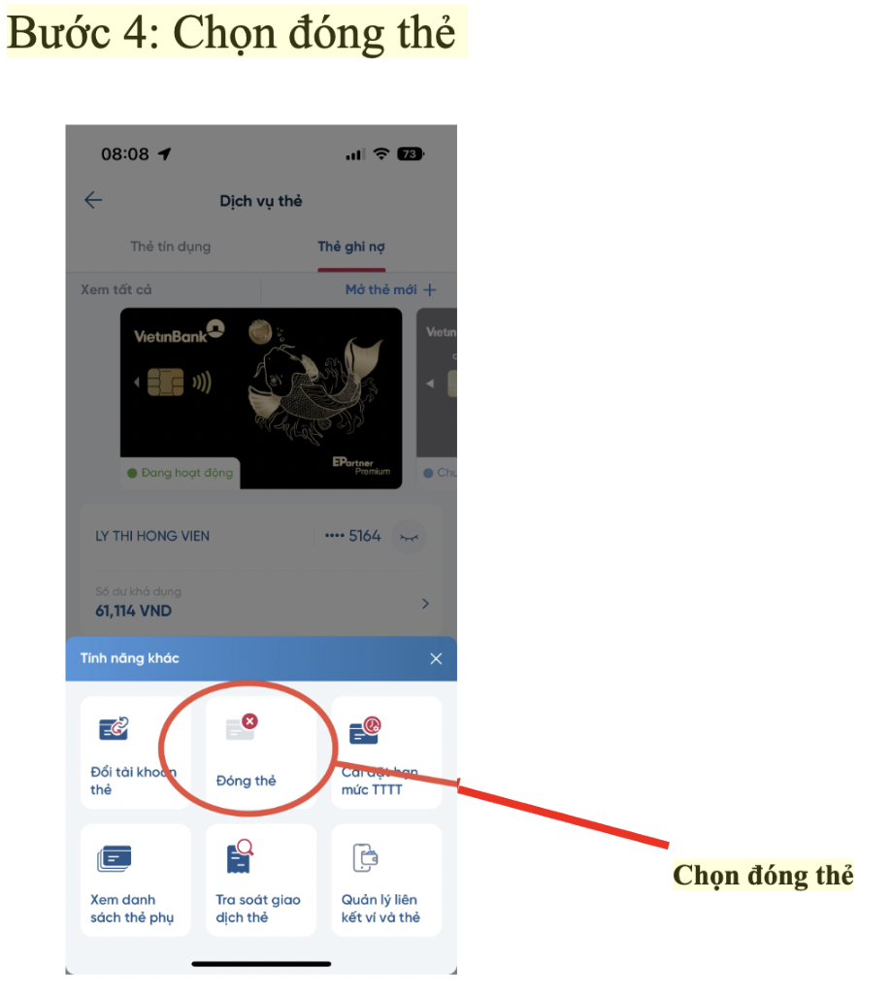 Bước 4: Chọn đóng thẻ
08:08
73
Dịch vụ thẻ
Thẻ tín dụng
Thẻ ghi nợ
Xem tất cả
Mở thẻ mới +
VietinBank
Vietin
EPartner
Premium
Đang hoạt động
LY THI HONG VIEN
•••• 5164
Số dư khả dụng
61,114 VND
Tính năng khác
Đổi tài khoản
thẻ
Đóng thẻ
Cài đặt hạn
mức TTTT
Xem danh
sách thẻ phụ
Tra soát giao
dịch thẻ
Quản lý liên
kết ví và thẻ
Chọn đóng thẻ